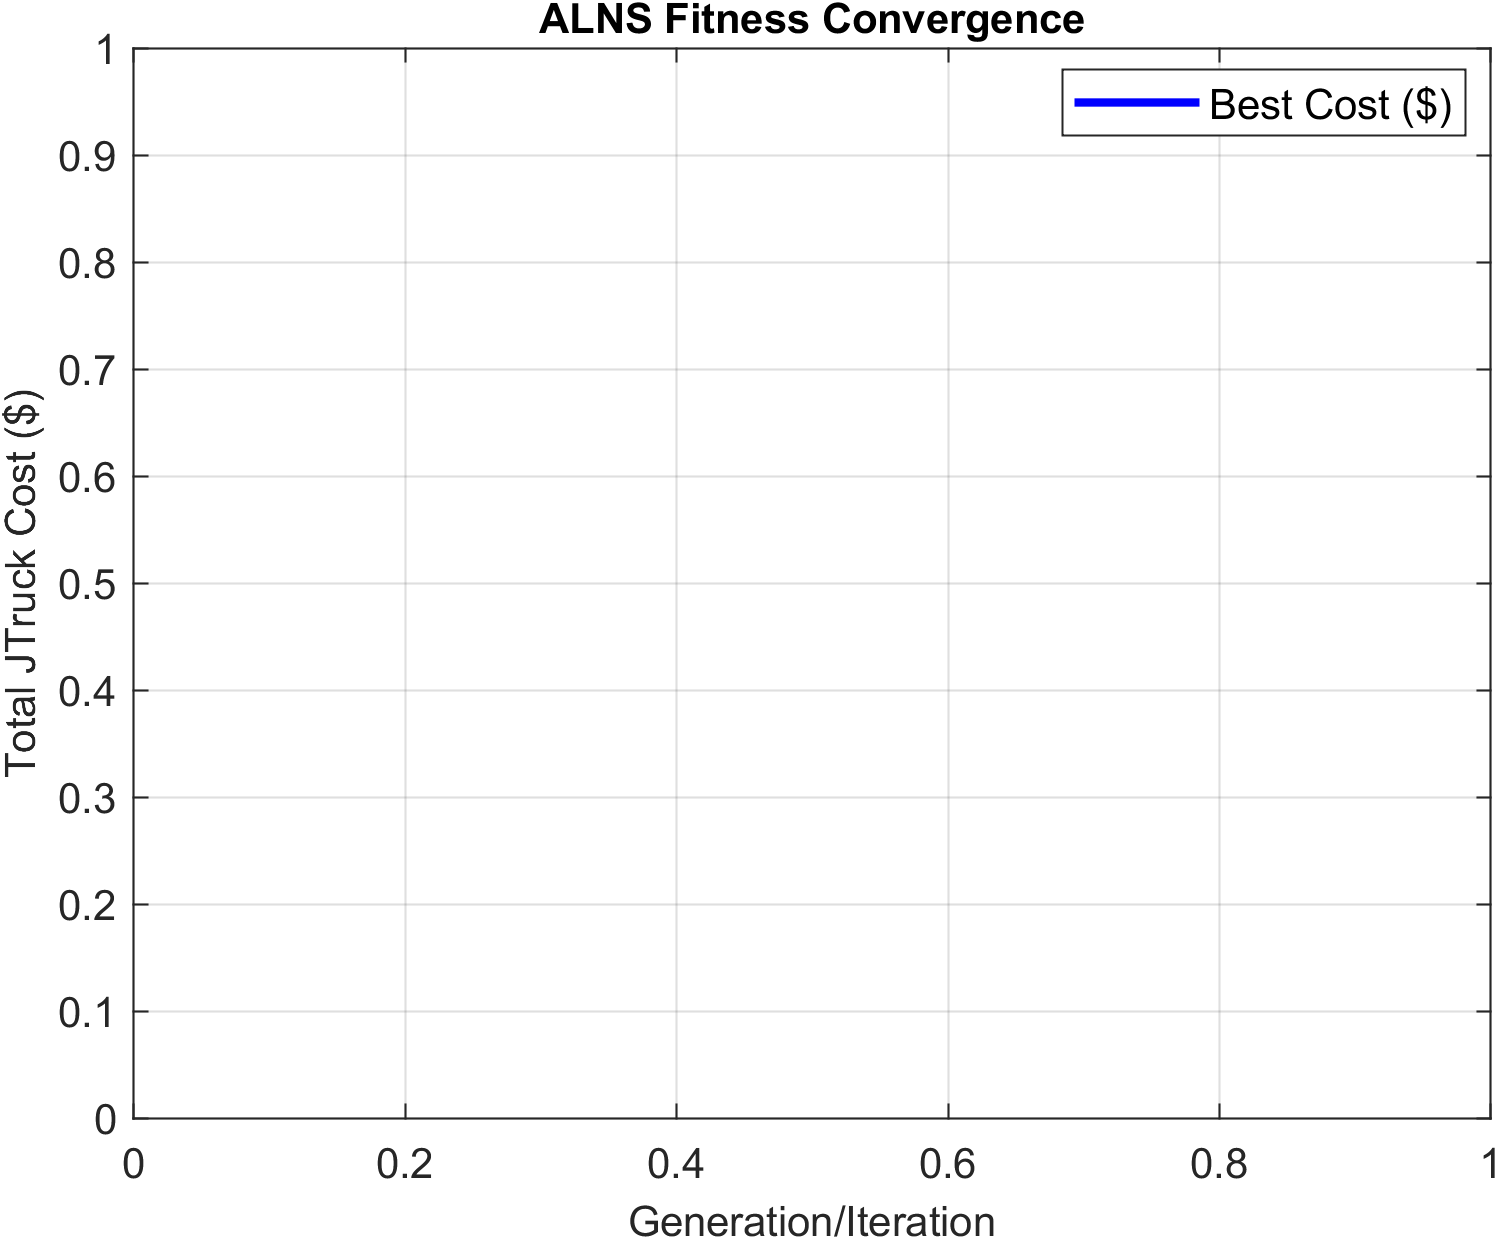 ALNS Fitness Convergence
Best Cost ($)
Total JTruck Cost ($)
1
0.9
0.8
0.7
0.6
0.5
0.4
0.3
0.2
0.1
0
0 0.2 0.4 0.6 0.8 1
Generation/Iteration